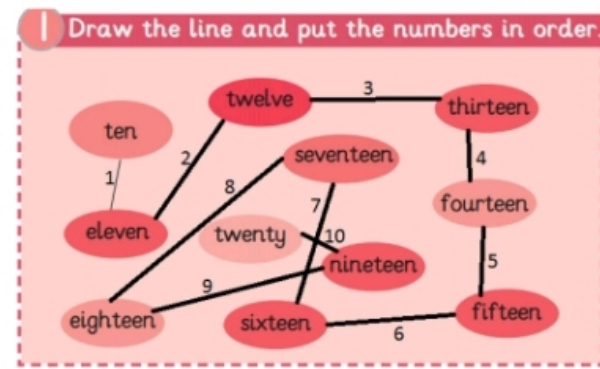 1 Draw the line and put the numbers in order.
twelve
3
thirteen
ten
2
seventeen
4
1
8
7
fourteen
eleven
twenty
10
nineteen
5
9
eighteen
sixteen
6
fifteen